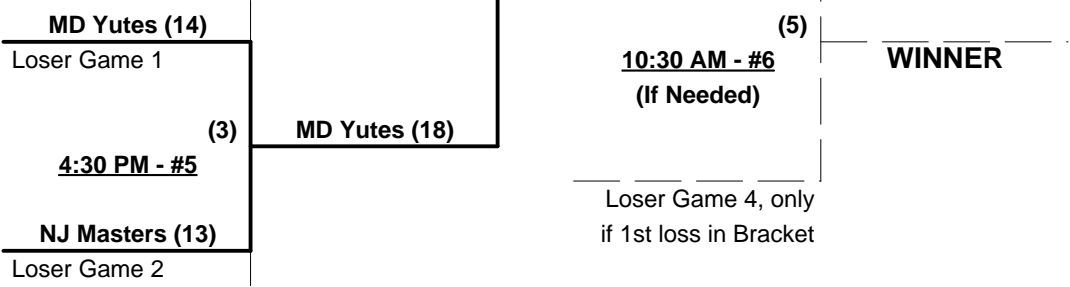 MD Yutes (14)
Loser Game 1
(3)
4:30 PM - #5
MD Yutes (18)
NJ Masters (13)
Loser Game 2
(5)
10:30 AM - #6
(If Needed)
WINNER
Loser Game 4, only
if 1st loss in Bracket